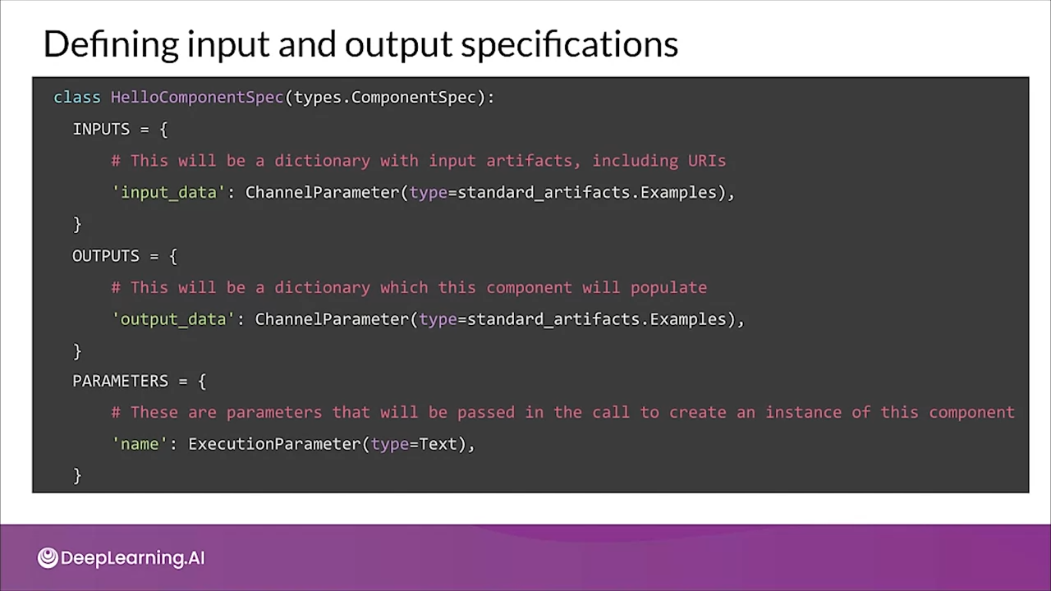 Defining input and output specifications
class HelloComponentSpec(types.ComponentSpec):
INPUTS = {
# This will be a dictionary with input artifacts, including URIs
'input_data': ChannelParameter(type=standard_artifacts.Examples),
}
OUTPUTS = {
# This will be a dictionary which this component will populate
'output_data': ChannelParameter(type=standard_artifacts.Examples),
}
PARAMETERS = {
# These are parameters that will be passed in the call to create an instance of this component
'name': ExecutionParameter(type=Text),
}
DeepLearning.AI